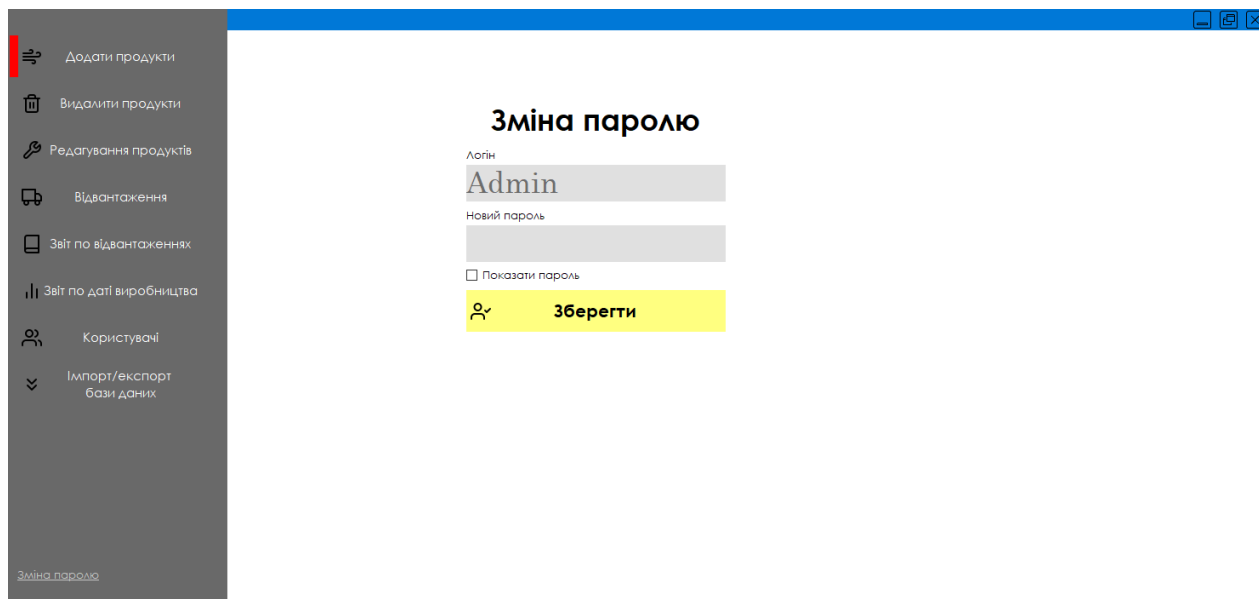 Додати продукти
Видалити продукти
Редагування продуктів
Відвантаження
Звіт по відвантаженнях
Звіт по даті виробництва
Користувачі
Імпорт/експорт
бази даних
Зміна паролю
Зміна паролю
Логін
Admin
Новий пароль
Показати пароль
Зберегти